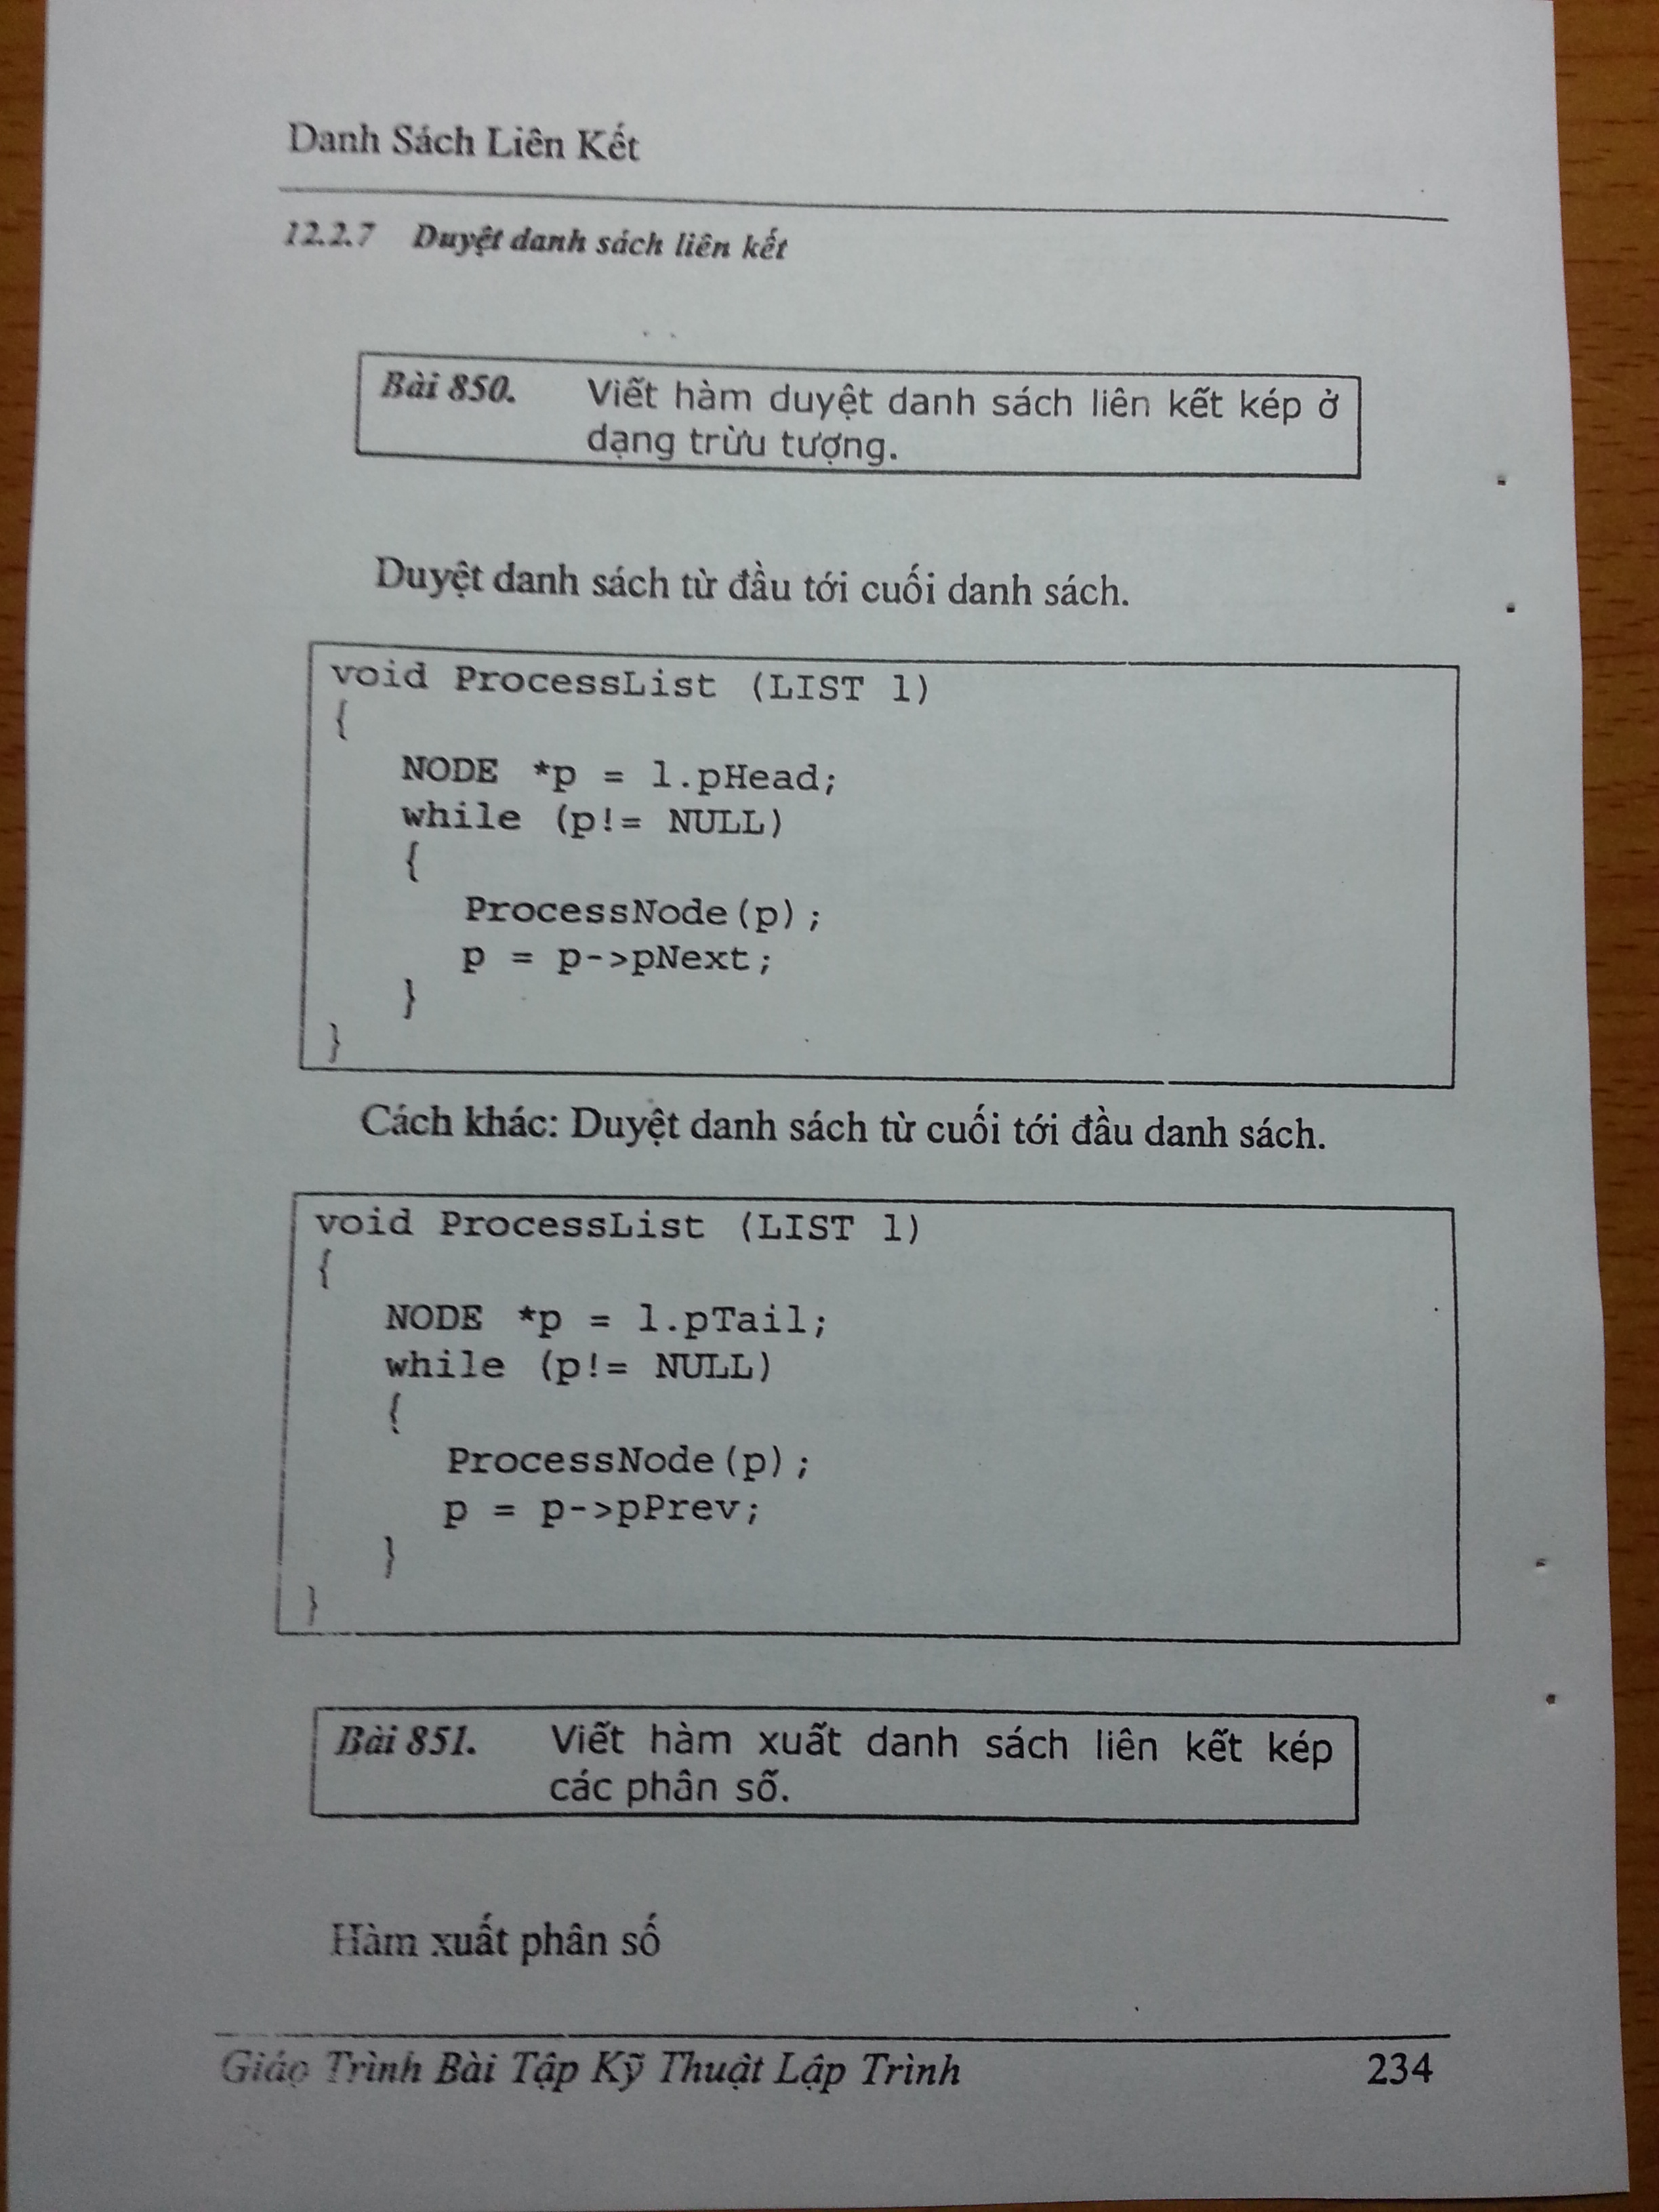 Danh Sách Liên Kết
12.2.7 Duyệt danh sách liên kết
Bài 850. Viết hàm duyệt danh sách liên kết kép ở
dạng trừu tượng.
Duyệt danh sách từ đầu tới cuối danh sách.
void ProcessList (LIST l)
{
NODE *p = l.pHead;
while (p!= NULL)
{
ProcessNode(p);
p = p->pNext;
}
}
Cách khác: Duyệt danh sách từ cuối tới đầu danh sách.
void ProcessList (LIST l)
{
NODE *p = l.pTail;
while (p!= NULL)
{
ProcessNode(p);
p = p->pPrev;
}
}
Bài 851. Viết hàm xuất danh sách liên kết kép
các phân số.
Hàm xuất phân số
Giáo Trình Bài Tập Kỹ Thuật Lập Trình 234